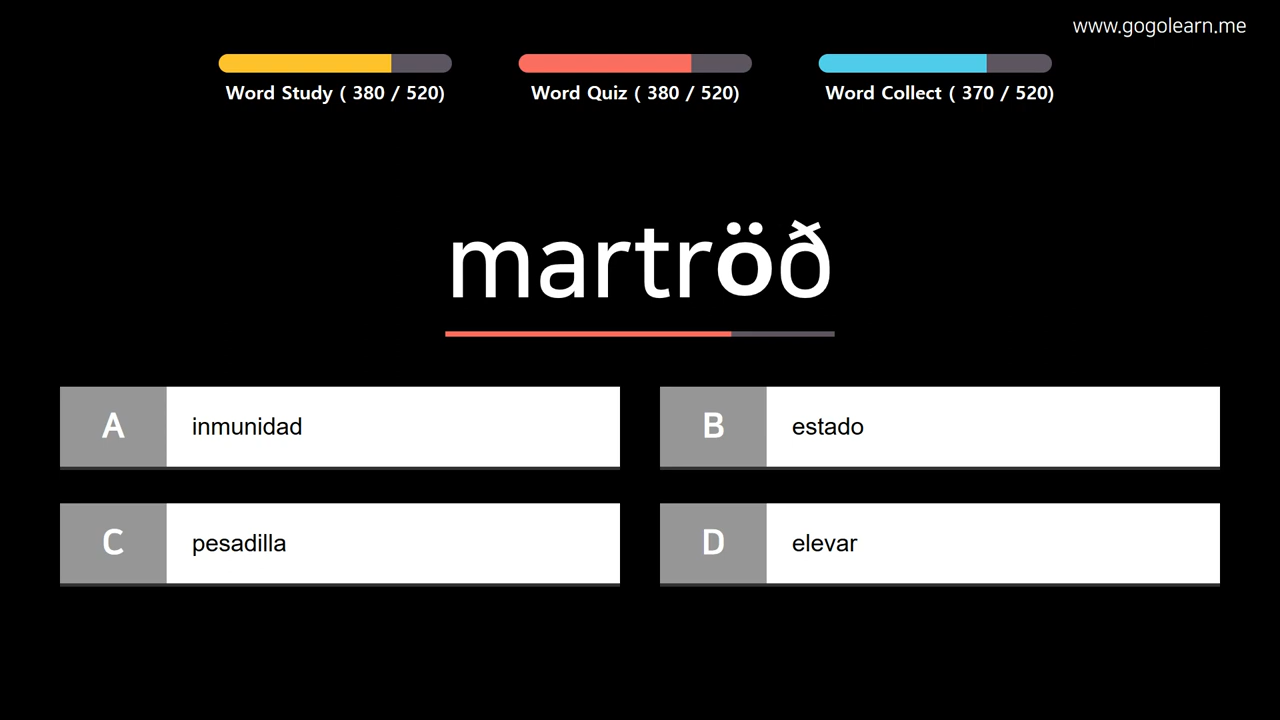 www.gogolearn.me
Word Study ( 380 / 520)
Word Quiz ( 380 / 520)
Word Collect ( 370 / 520)
martröð
A inmunidad
B estado
C pesadilla
D elevar